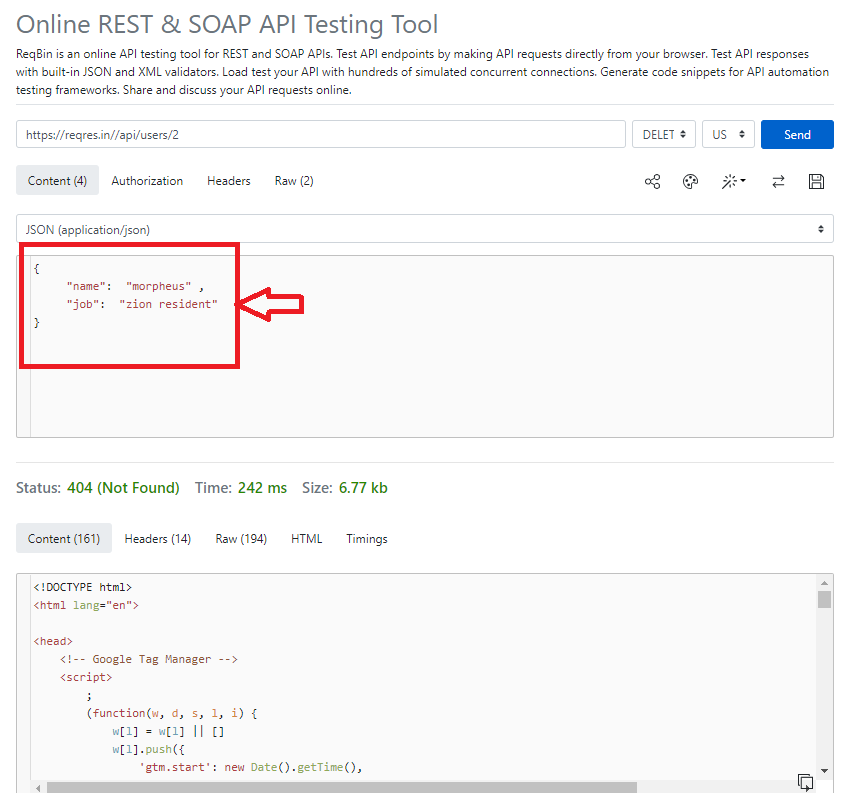 Online REST & SOAP API Testing Tool
ReqBin is an online API testing tool for REST and SOAP APIs. Test API endpoints by making API requests directly from your browser. Test API responses
with built-in JSON and XML validators. Load test your API with hundreds of simulated concurrent connections. Generate code snippets for API automation
testing frameworks. Share and discuss your API requests online.
https://reqres.in//api/users/2 DELET US Send
Content (4) Authorization Headers Raw (2)
JSON (application/json)
{
"name": "morpheus" ,
"job": "zion resident"
}
Status: 404 (Not Found) Time: 242 ms Size: 6.77 kb
Content (161) Headers (14) Raw (194) HTML Timings
<!DOCTYPE html>
<html lang="en">
<head>
<!-- Google Tag Manager -->
<script>
;
(function(w, d, s, l, i) {
w[l] = w[l] || []
w[l].push({
'gtm.start': new Date().getTime(),